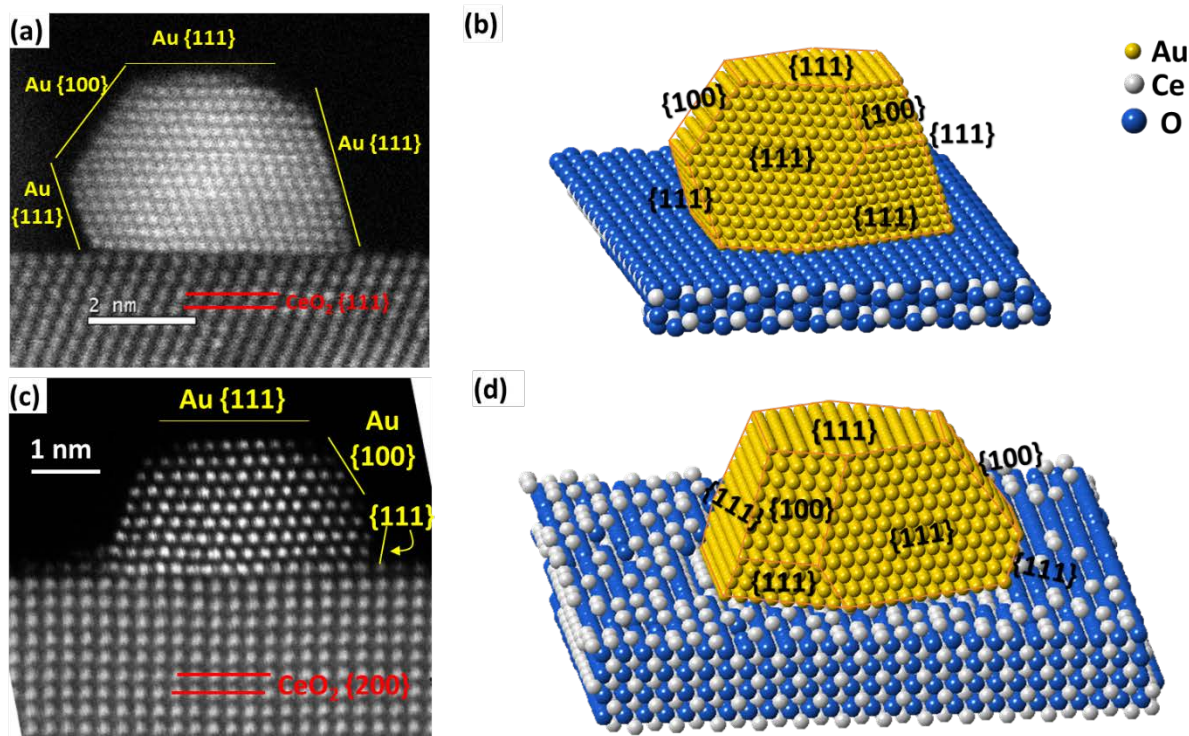 (a)
Au {111}
Au {100}
Au {111}
Au
{111}
CeO₂ {111}
2 nm
(b)
{111}
{100}
{100}
{111}
{111}
{111}
{111}
Au
Ce
O
(c)
Au {111}
Au
{100}
1 nm
{111}
CeO₂ {200}
(d)
{111}
{100}
{111}
{100}
{111}
{111}
{111}